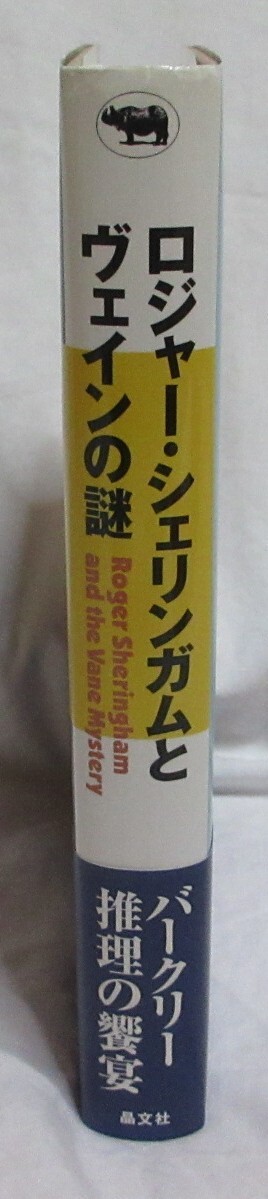 ロジャー・シェリンガムと
ヴェインの謎
Roger Sheringham
and the Vane Mystery
バークリー
推理の饗宴
晶文社